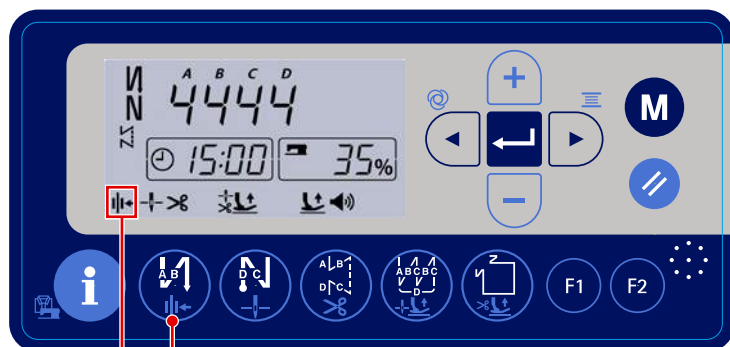 A B C D
4444
15:00 35%
M
i
A B
D C
A B
D C
A B C B C
D
F1 F2